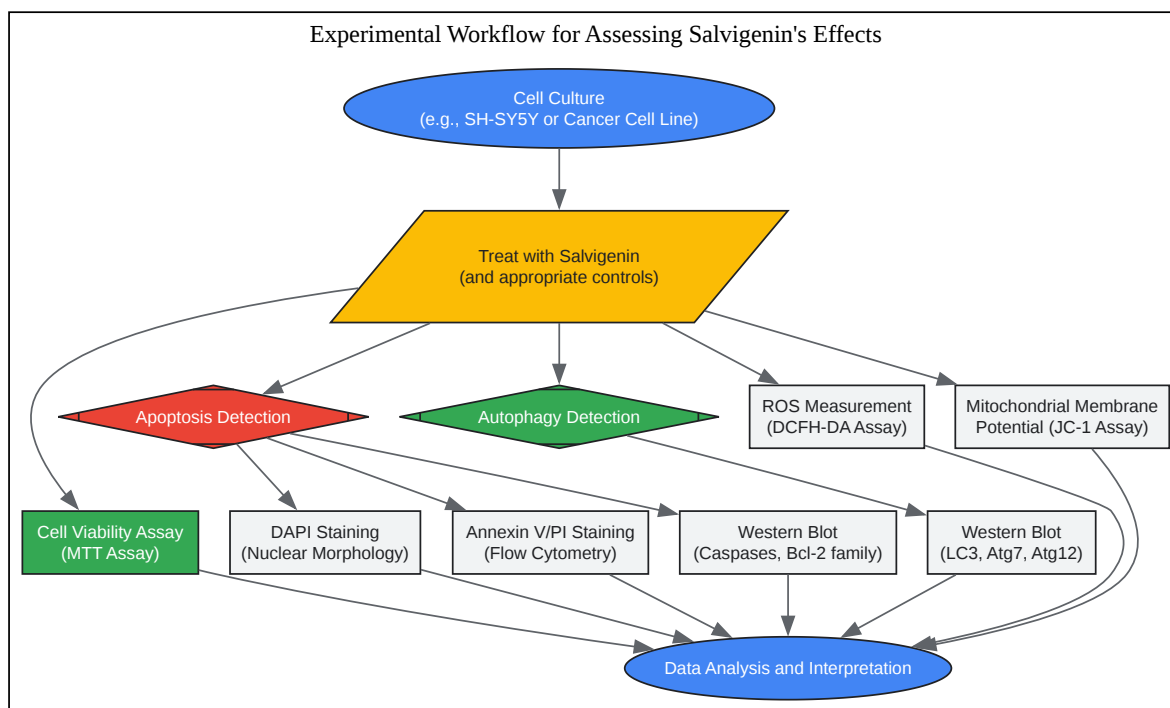 Experimental Workflow for Assessing Salvigenin's Effects
Cell Culture
(e.g., SH-SY5Y or Cancer Cell Line)
Treat with Salvigenin
(and appropriate controls)
Apoptosis Detection
Autophagy Detection
ROS Measurement
(DCFH-DA Assay)
Mitochondrial Membrane
Potential (JC-1 Assay)
Cell Viability Assay
(MTT Assay)
DAPI Staining
(Nuclear Morphology)
Annexin V/PI Staining
(Flow Cytometry)
Western Blot
(Caspases, Bcl-2 family)
Western Blot
(LC3, Atg7, Atg12)
Data Analysis and Interpretation